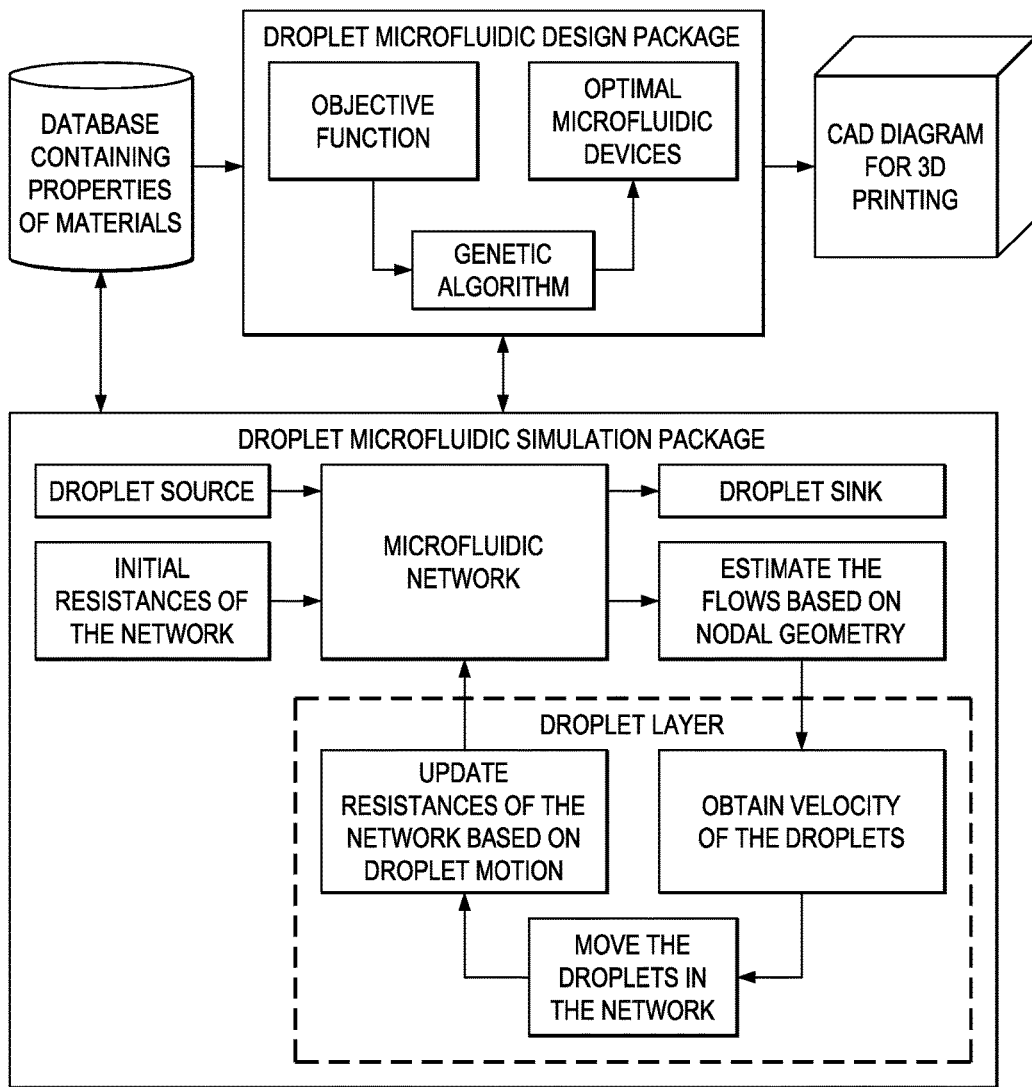 DROPLET MICROFLUIDIC DESIGN PACKAGE
DATABASE
CONTAINING
PROPERTIES
OF MATERIALS
OBJECTIVE
FUNCTION
OPTIMAL
MICROFLUIDIC
DEVICES
GENETIC
ALGORITHM
CAD DIAGRAM
FOR 3D
PRINTING
DROPLET MICROFLUIDIC SIMULATION PACKAGE
DROPLET SOURCE
INITIAL
RESISTANCES OF
THE NETWORK
MICROFLUIDIC
NETWORK
DROPLET SINK
ESTIMATE THE
FLOWS BASED ON
NODAL GEOMETRY
DROPLET LAYER
UPDATE
RESISTANCES OF THE
NETWORK BASED ON
DROPLET MOTION
OBTAIN VELOCITY
OF THE DROPLETS
MOVE THE
DROPLETS IN
THE NETWORK